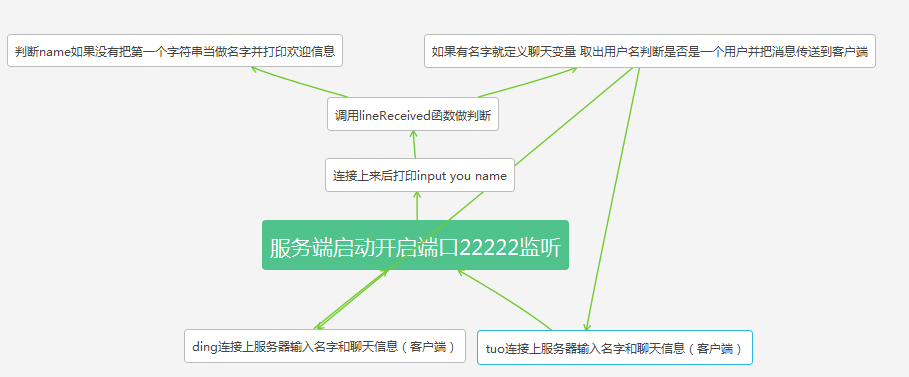 判断name如果没有把第一个字符串当做名字并打印欢迎信息
如果有名字就定义聊天变量 取出用户名判断是否是一个用户并把消息传送到客户端
调用lineReceived函数做判断
连接上来后打印input you name
服务端启动开启端口22222监听
ding连接上服务器输入名字和聊天信息（客户端）
tuo连接上服务器输入名字和聊天信息（客户端）